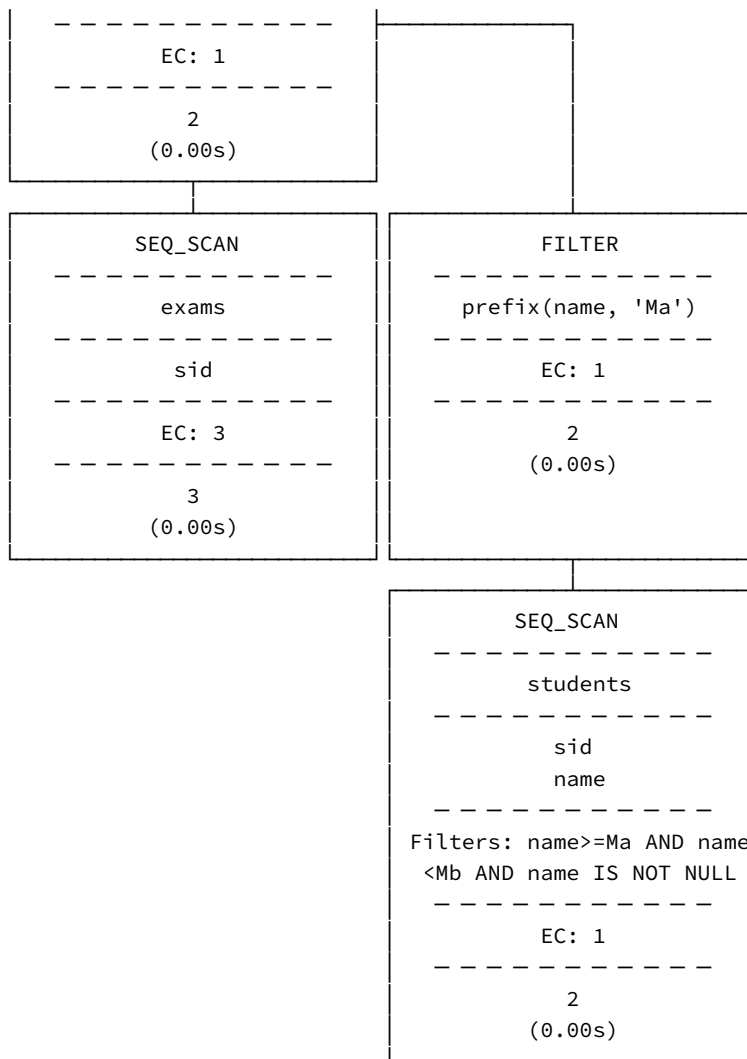 EC: 1
2
(0.00s)
SEQ_SCAN
exams
sid
EC: 3
3
(0.00s)
FILTER
prefix(name, 'Ma')
EC: 1
2
(0.00s)
SEQ_SCAN
students
sid
name
Filters: name>=Ma AND name
<Mb AND name IS NOT NULL
EC: 1
2
(0.00s)